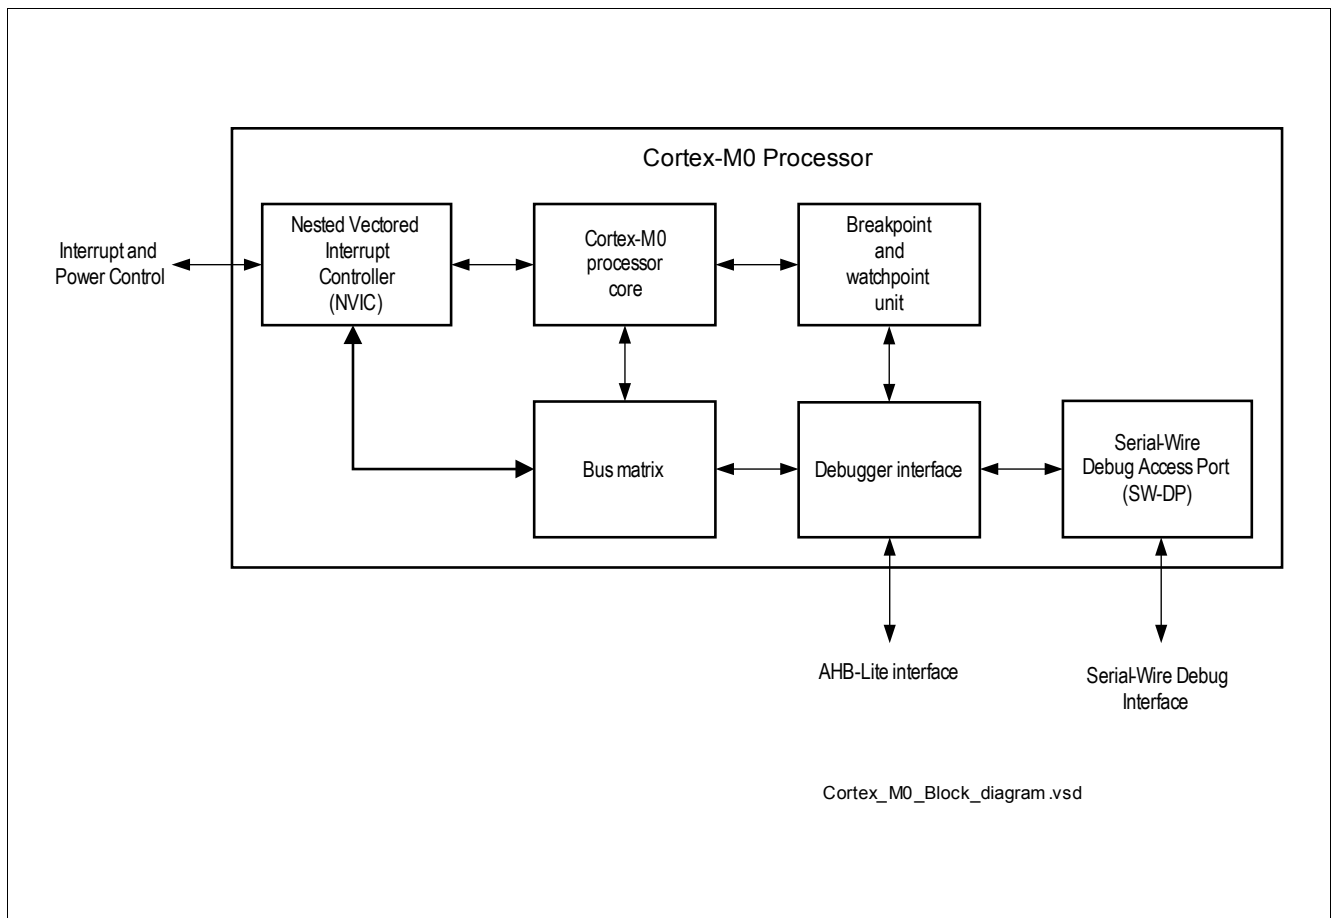 Cortex-M0 Processor
Nested Vectored
Interrupt
Controller
(NVIC)
Cortex-M0
processor
core
Breakpoint
and
watchpoint
unit
Interrupt and
Power Control
Bus matrix
Debugger interface
Serial-Wire
Debug Access Port
(SW-DP)
AHB-Lite interface
Serial-Wire Debug
Interface
Cortex_M0_Block_diagram.vsd